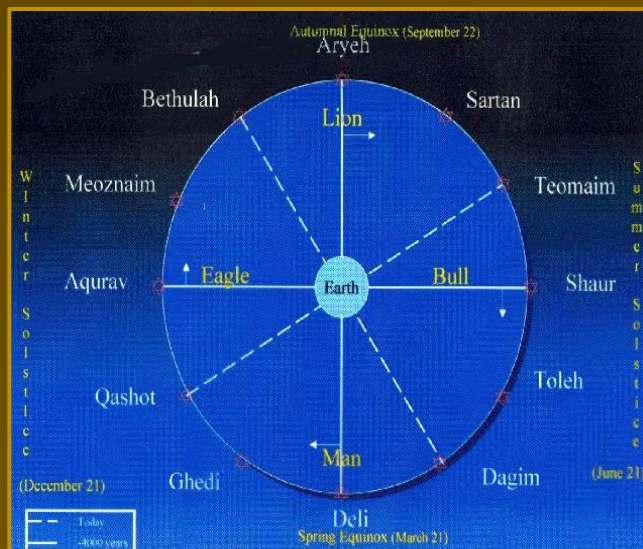 Autumnal Equinox (September 22)
Aryeh
Bethulah
Sartan
Lion
Meoznaim
Teomaim
Winter Solstice
Summer Solstice
Aqurav
Eagle
Earth
Bull
Shaur
Qashot
Toleh
Man
Ghedi
Dagim
(December 21)
(June 21)
Deli
Today
-4000 years
Spring Equinox (March 21)